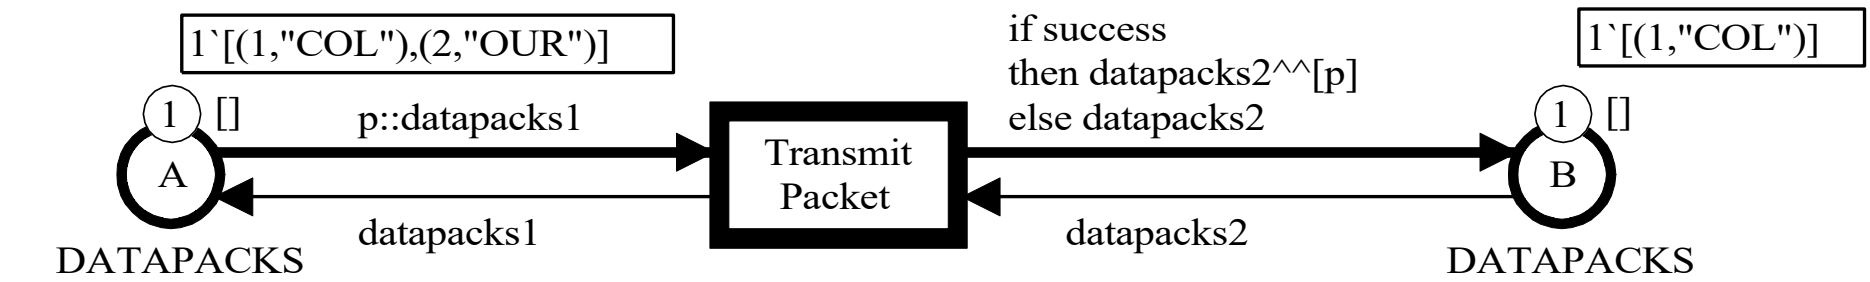 1`[(1,"COL"),(2,"OUR")]
1 []
A
DATAPACKS
p::datapacks1
datapacks1
Transmit
Packet
if success
then datapacks2^^[p]
else datapacks2
datapacks2
1`[(1,"COL")]
1 []
B
DATAPACKS